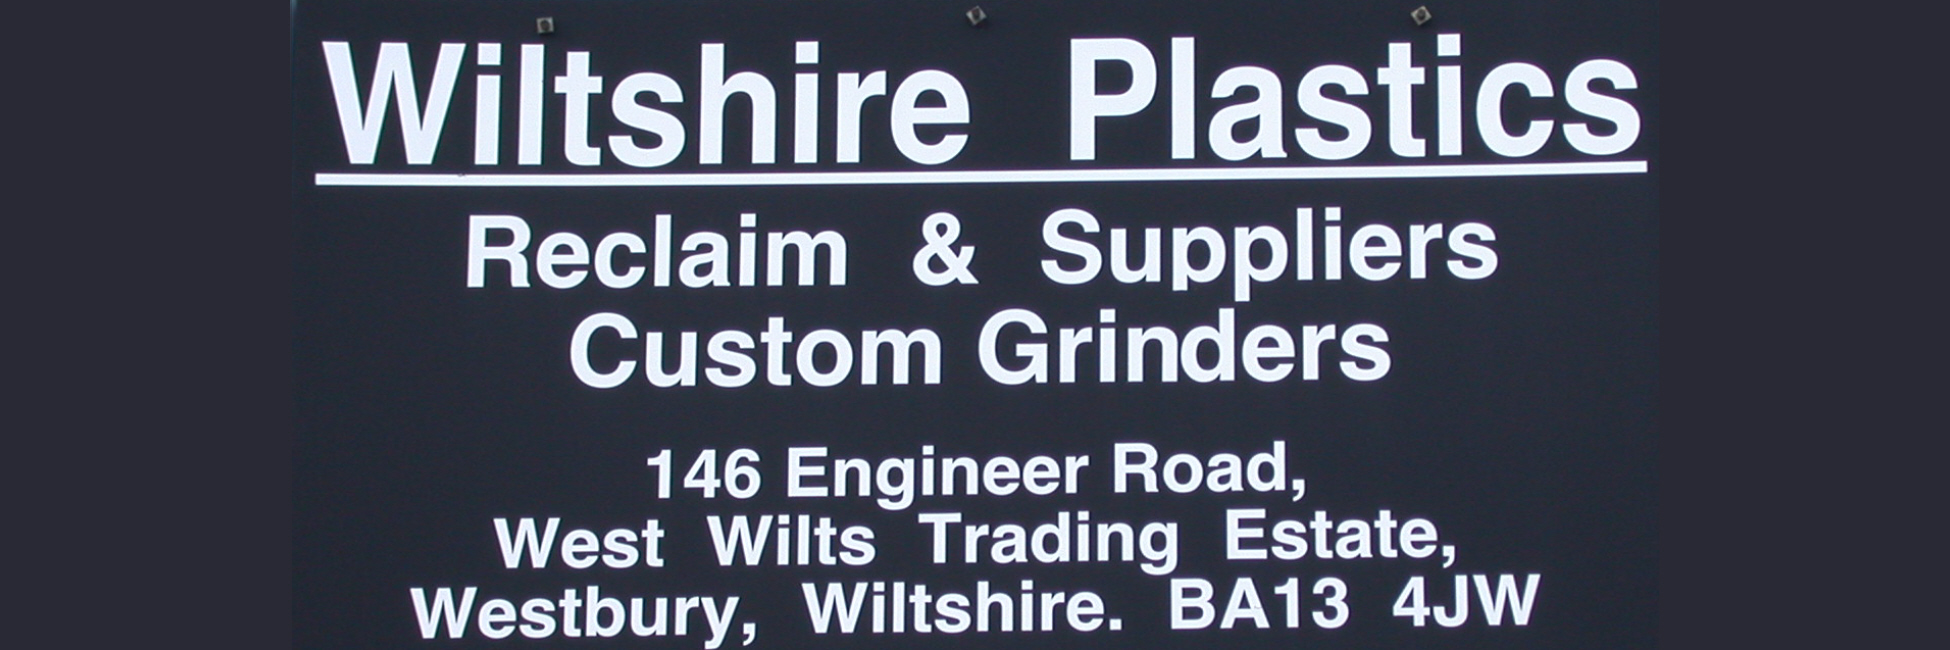 Wiltshire Plastics
Reclaim & Suppliers
Custom Grinders
146 Engineer Road,
West Wilts Trading Estate,
Westbury, Wiltshire. BA13 4JW